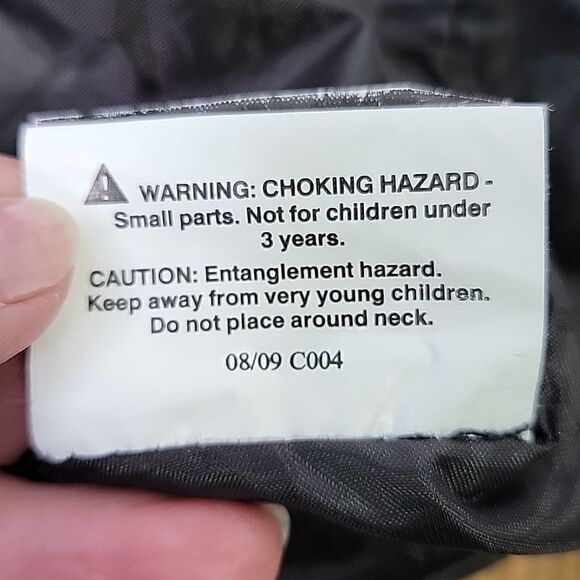 WARNING: CHOKING HAZARD -
Small parts. Not for children under
3 years.
CAUTION: Entanglement hazard.
Keep away from very young children.
Do not place around neck.
08/09 C004